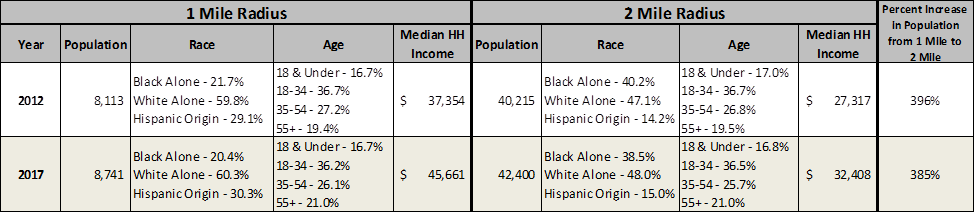 1 Mile Radius 2 Mile Radius Percent Increase in Population from 1 Mile to 2 Mile
Year Population Race Age Median HH Income Population Race Age Median HH Income
2012 8,113 Black Alone - 21.7% White Alone - 59.8% Hispanic Origin - 29.1% 18 & Under - 16.7% 18-34 - 36.7% 35-54 - 27.2% 55+ - 19.4% $ 37,354 40,215 Black Alone - 40.2% White Alone - 47.1% Hispanic Origin - 14.2% 18 & Under - 17.0% 18-34 - 36.7% 35-54 - 26.8% 55+ - 19.5% $ 27,317 396%
2017 8,741 Black Alone - 20.4% White Alone - 60.3% Hispanic Origin - 30.3% 18 & Under - 16.7% 18-34 - 36.2% 35-54 - 26.1% 55+ - 21.0% $ 45,661 42,400 Black Alone - 38.5% White Alone - 48.0% Hispanic Origin - 15.0% 18 & Under - 16.8% 18-34 - 36.5% 35-54 - 25.7% 55+ - 21.0% $ 32,408 385%